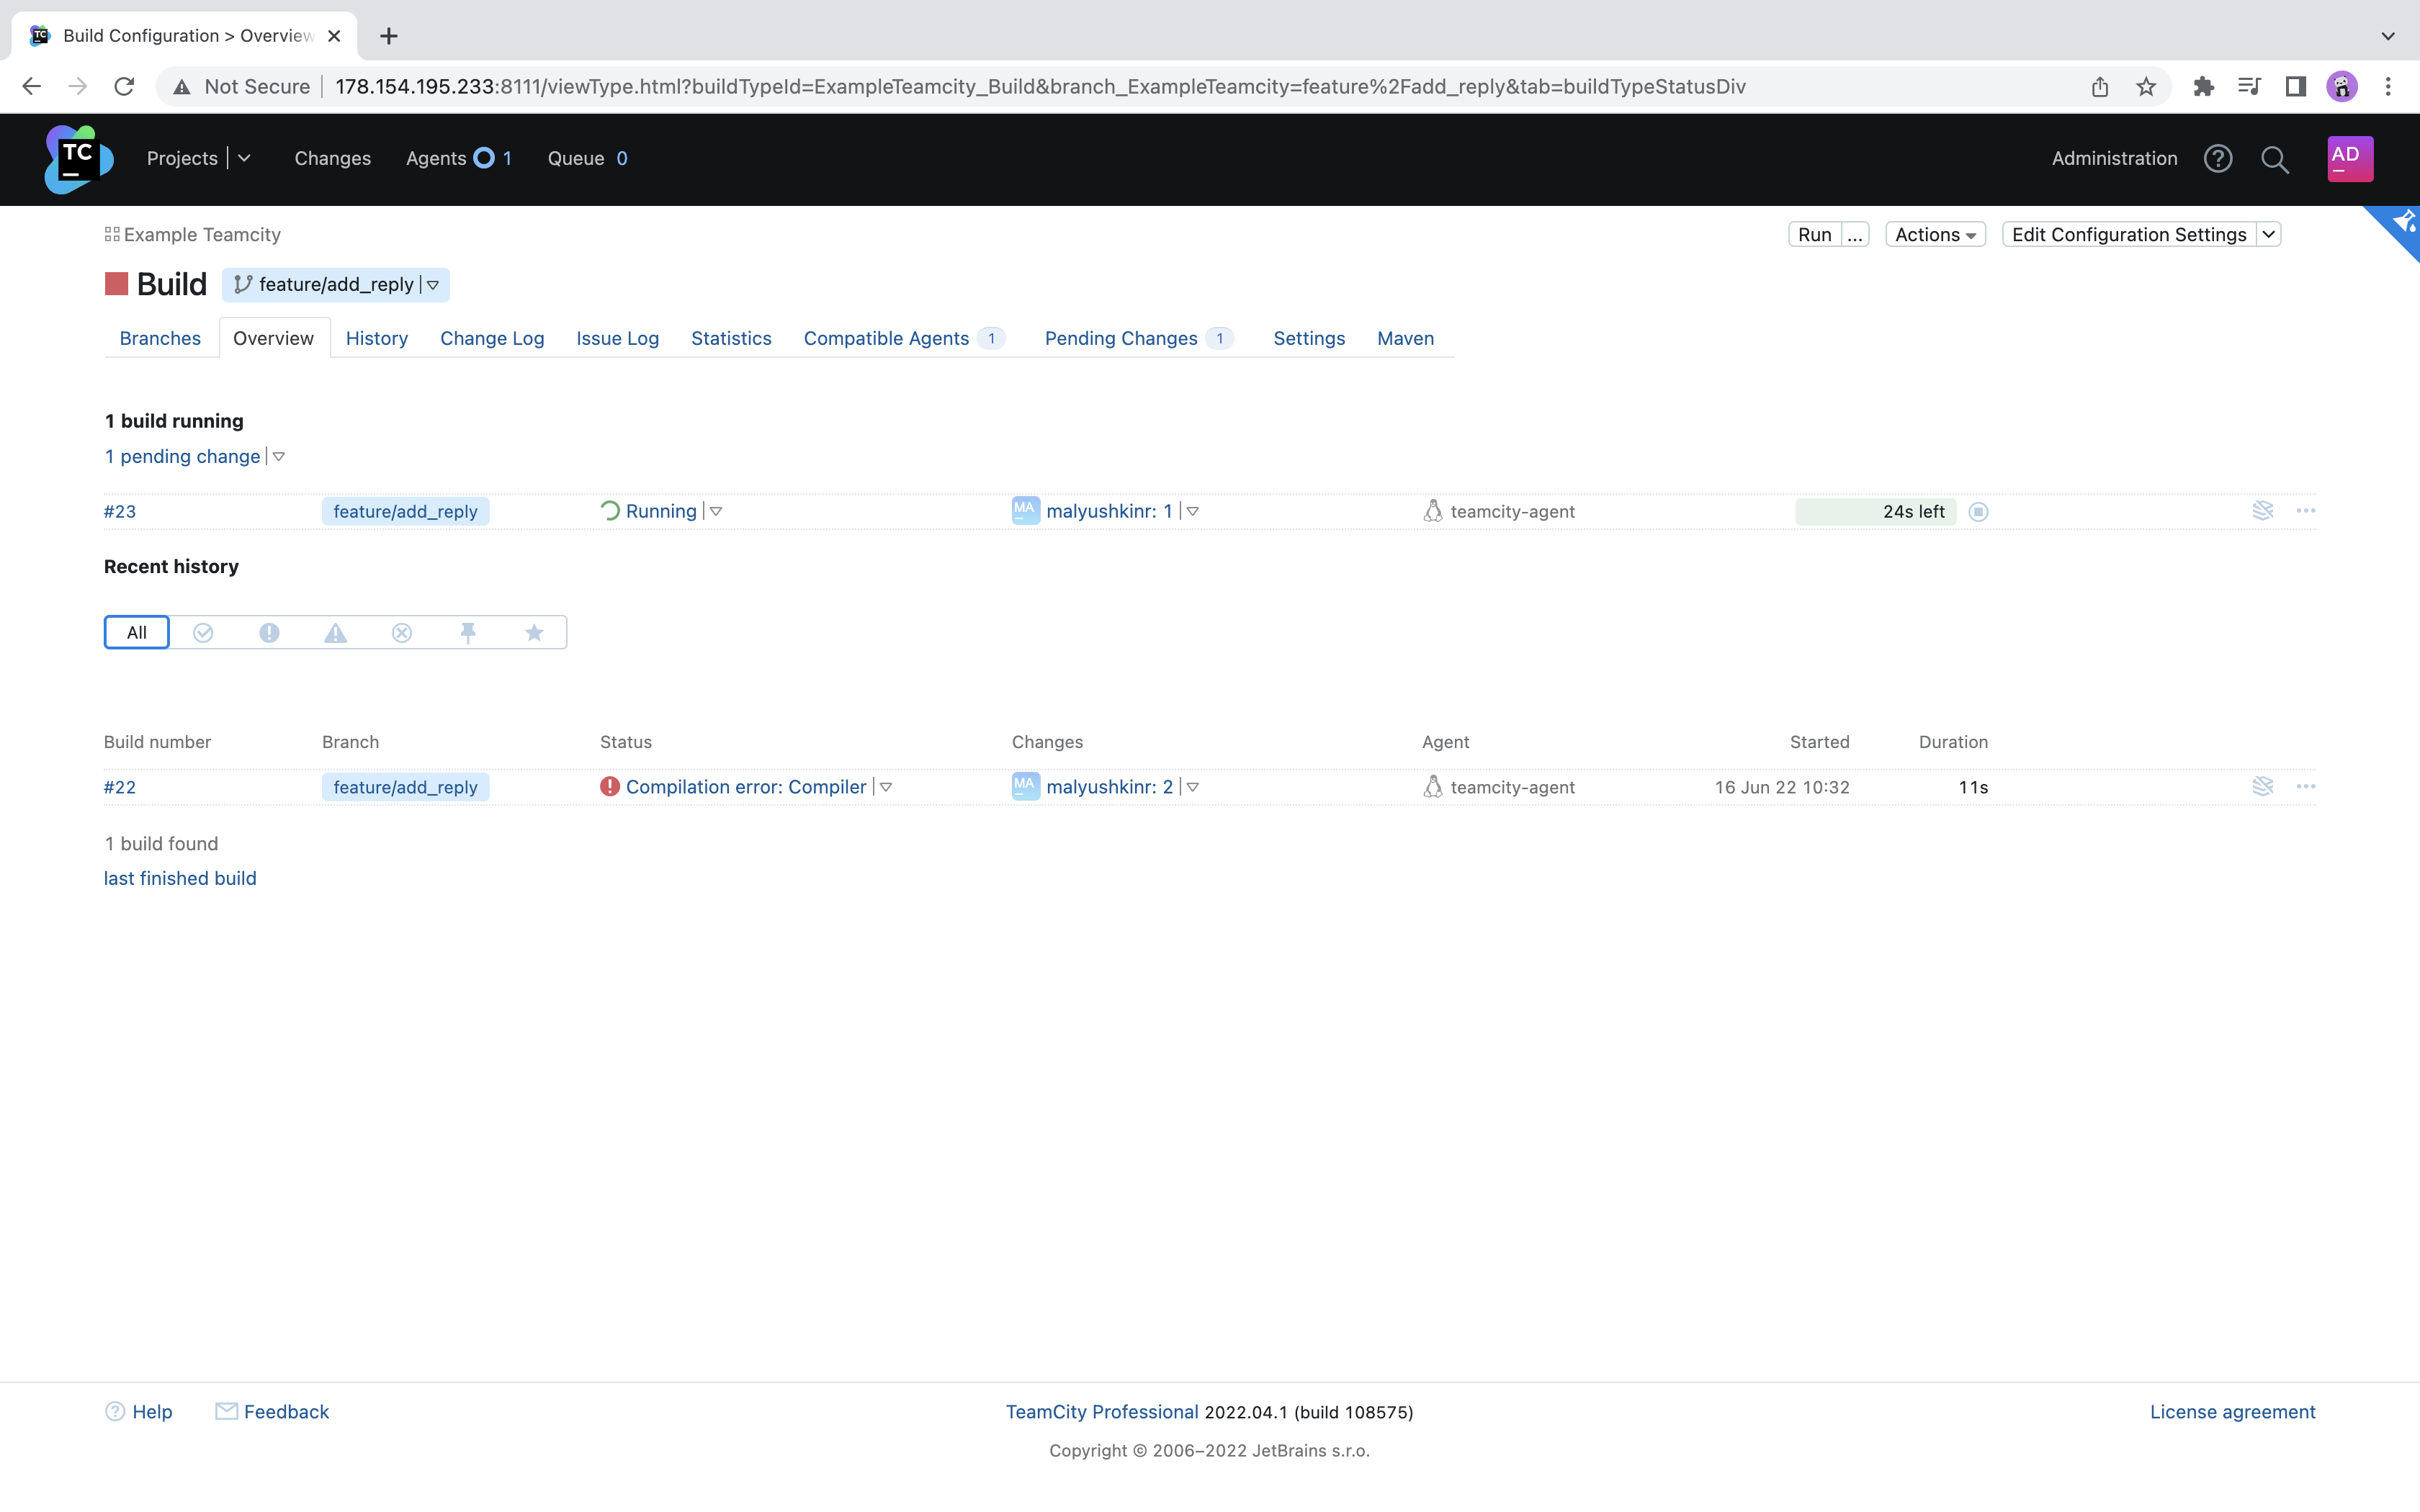 Build Configuration > Overview
Not Secure | 178.154.195.233:8111/viewType.html?buildTypeId=ExampleTeamcity_Build&branch_ExampleTeamcity=feature%2Fadd_reply&tab=buildTypeStatusDiv
TC Projects Changes Agents 1 Queue 0 Administration AD
Example Teamcity Run ... Actions Edit Configuration Settings
Build feature/add_reply
Branches Overview History Change Log Issue Log Statistics Compatible Agents 1 Pending Changes 1 Settings Maven
1 build running
1 pending change
#23 feature/add_reply Running MA malyushkinr: 1 teamcity-agent 24s left
Recent history
All
Build number Branch Status Changes Agent Started Duration
#22 feature/add_reply Compilation error: Compiler MA malyushkinr: 2 teamcity-agent 16 Jun 22 10:32 11s
1 build found
last finished build
Help Feedback TeamCity Professional 2022.04.1 (build 108575) License agreement
Copyright © 2006–2022 JetBrains s.r.o.